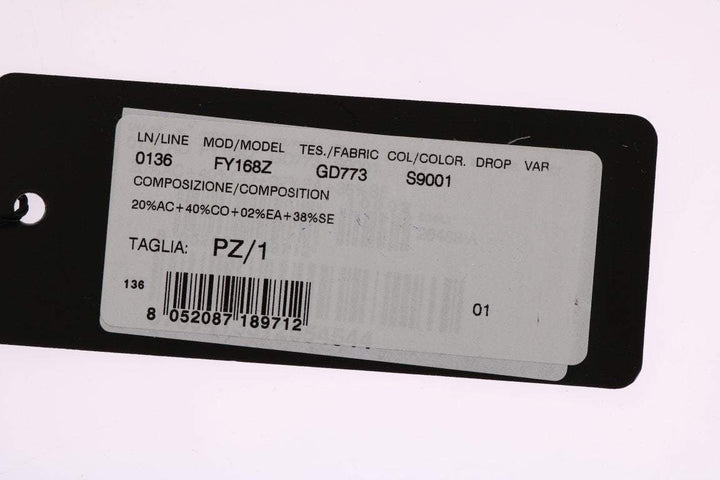 LN/LINE MOD/MODEL TES./FABRIC COL/COLOR. DROP VAR
0136 FY168Z GD773 S9001
COMPOSIZIONE/COMPOSITION
20%AC+40%CO+02%EA+38%SE
TAGLIA: PZ/1
136
01
8 052087 189712